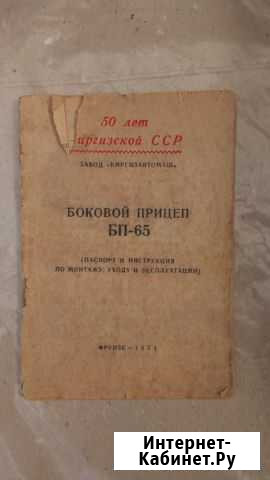 50 лет
иргизской ССР
ЗАВОД «КИРГИЗАВТОМАШ»
БОКОВОЙ ПРИЦЕП
БП-65
(ПАСПОРТ И ИНСТРУКЦИЯ
ПО МОНТАЖУ, УХОДУ И ЭКСПЛУАТАЦИИ)
ФРУНЗЕ—1974
Интернет-
Кабинет.Ру